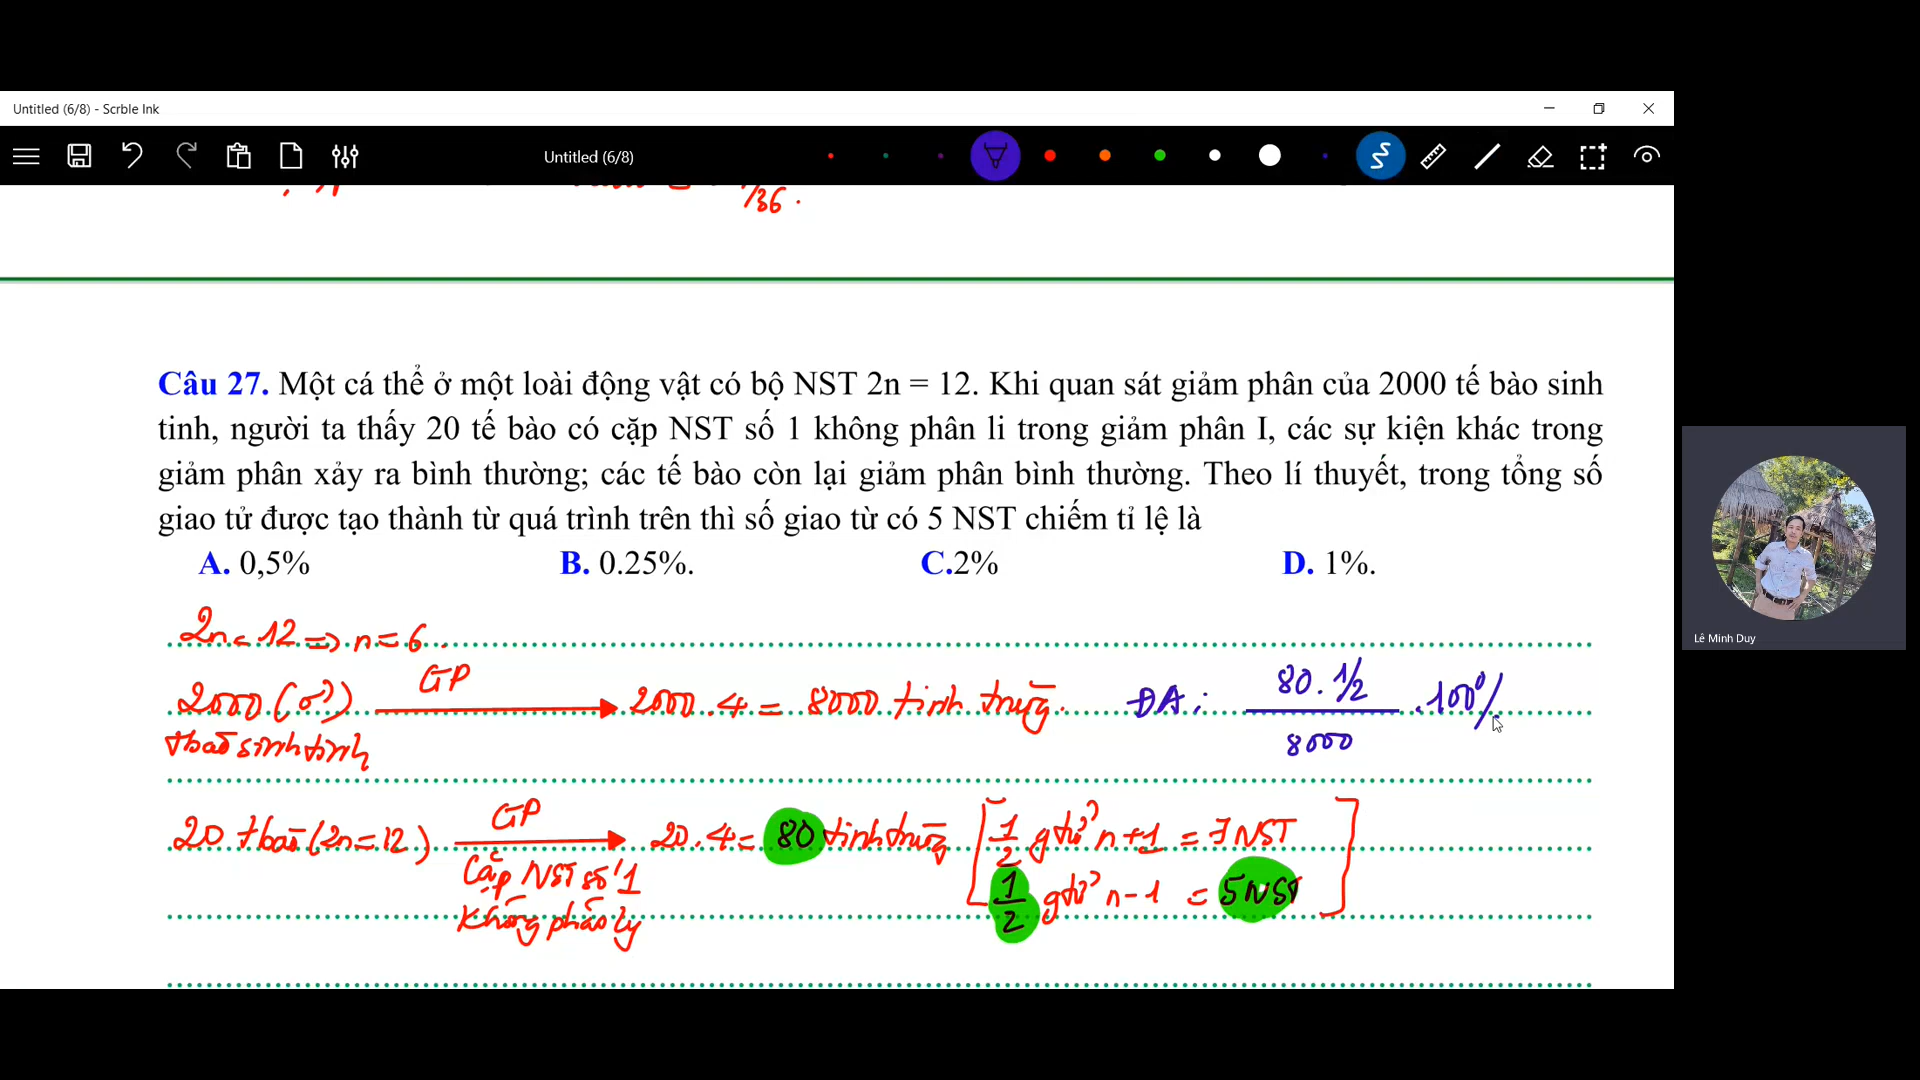 Untitled (6/8) - Scrble Ink
Untitled (6/8)
/36 .
Câu 27. Một cá thể ở một loài động vật có bộ NST 2n = 12. Khi quan sát giảm phân của 2000 tế bào sinh
tinh, người ta thấy 20 tế bào có cặp NST số 1 không phân li trong giảm phân I, các sự kiện khác trong
giảm phân xảy ra bình thường; các tế bào còn lại giảm phân bình thường. Theo lí thuyết, trong tổng số
giao tử được tạo thành từ quá trình trên thì số giao từ có 5 NST chiếm tỉ lệ là
A. 0,5% B. 0.25%. C.2% D. 1%.
2n = 12 => n = 6 .
2000 (♂) GP 2000.4 = 8000 tinh trùng. ĐA: 80.1/2 / 8000 .100%
tbào sinh tinh
20 tbào (2n=12) GP 20.4 = 80 tinh trùng 1/2 gtử n+1 = 7NST
Cặp NST số 1 1/2 gtử n-1 = 5NST
không phân ly
Lê Minh Duy